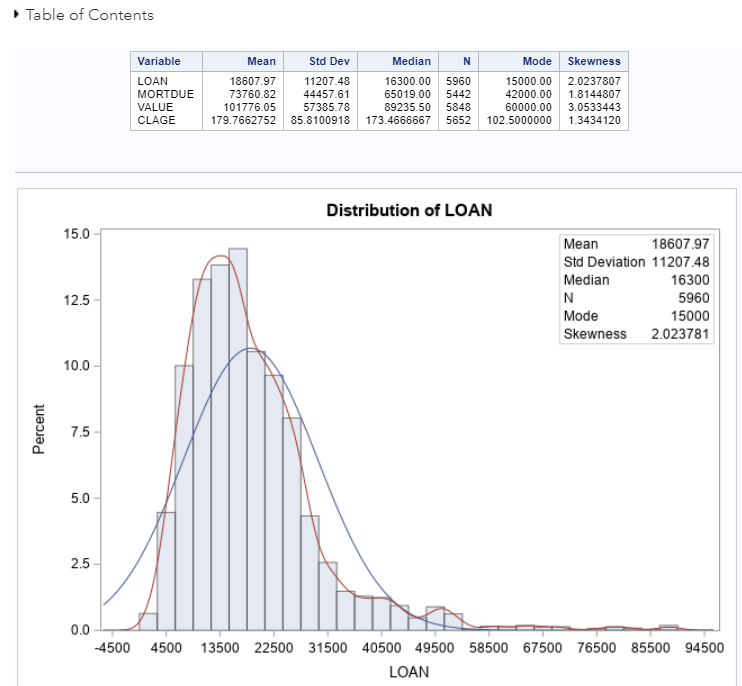 Table of Contents
Variable Mean Std Dev Median N Mode Skewness
LOAN 18607.97 11207.48 16300.00 5960 15000.00 2.0237807
MORTDUE 73760.82 44457.61 65019.00 5442 42000.00 1.8144807
VALUE 101776.05 57385.78 89235.50 5848 60000.00 3.0533443
CLAGE 179.7662752 85.8100918 173.4666667 5652 102.5000000 1.3434120
Distribution of LOAN
Mean 18607.97
Std Deviation 11207.48
Median 16300
N 5960
Mode 15000
Skewness 2.023781
15.0
12.5
10.0
7.5
5.0
2.5
0.0
Percent
-4500 4500 13500 22500 31500 40500 49500 58500 67500 76500 85500 94500
LOAN